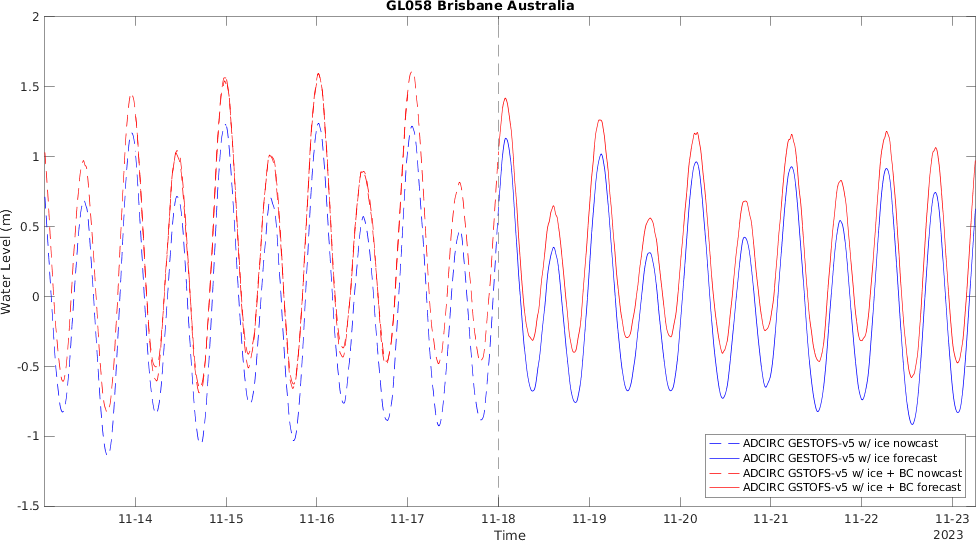 GL058 Brisbane Australia
2
1.5
1
0.5
0
-0.5
-1
-1.5
Water Level (m)
11-14 11-15 11-16 11-17 11-18 11-19 11-20 11-21 11-22 11-23
Time
2023
ADCIRC GESTOFS-v5 w/ ice nowcast
ADCIRC GESTOFS-v5 w/ ice forecast
ADCIRC GSTOFS-v5 w/ ice + BC nowcast
ADCIRC GSTOFS-v5 w/ ice + BC forecast